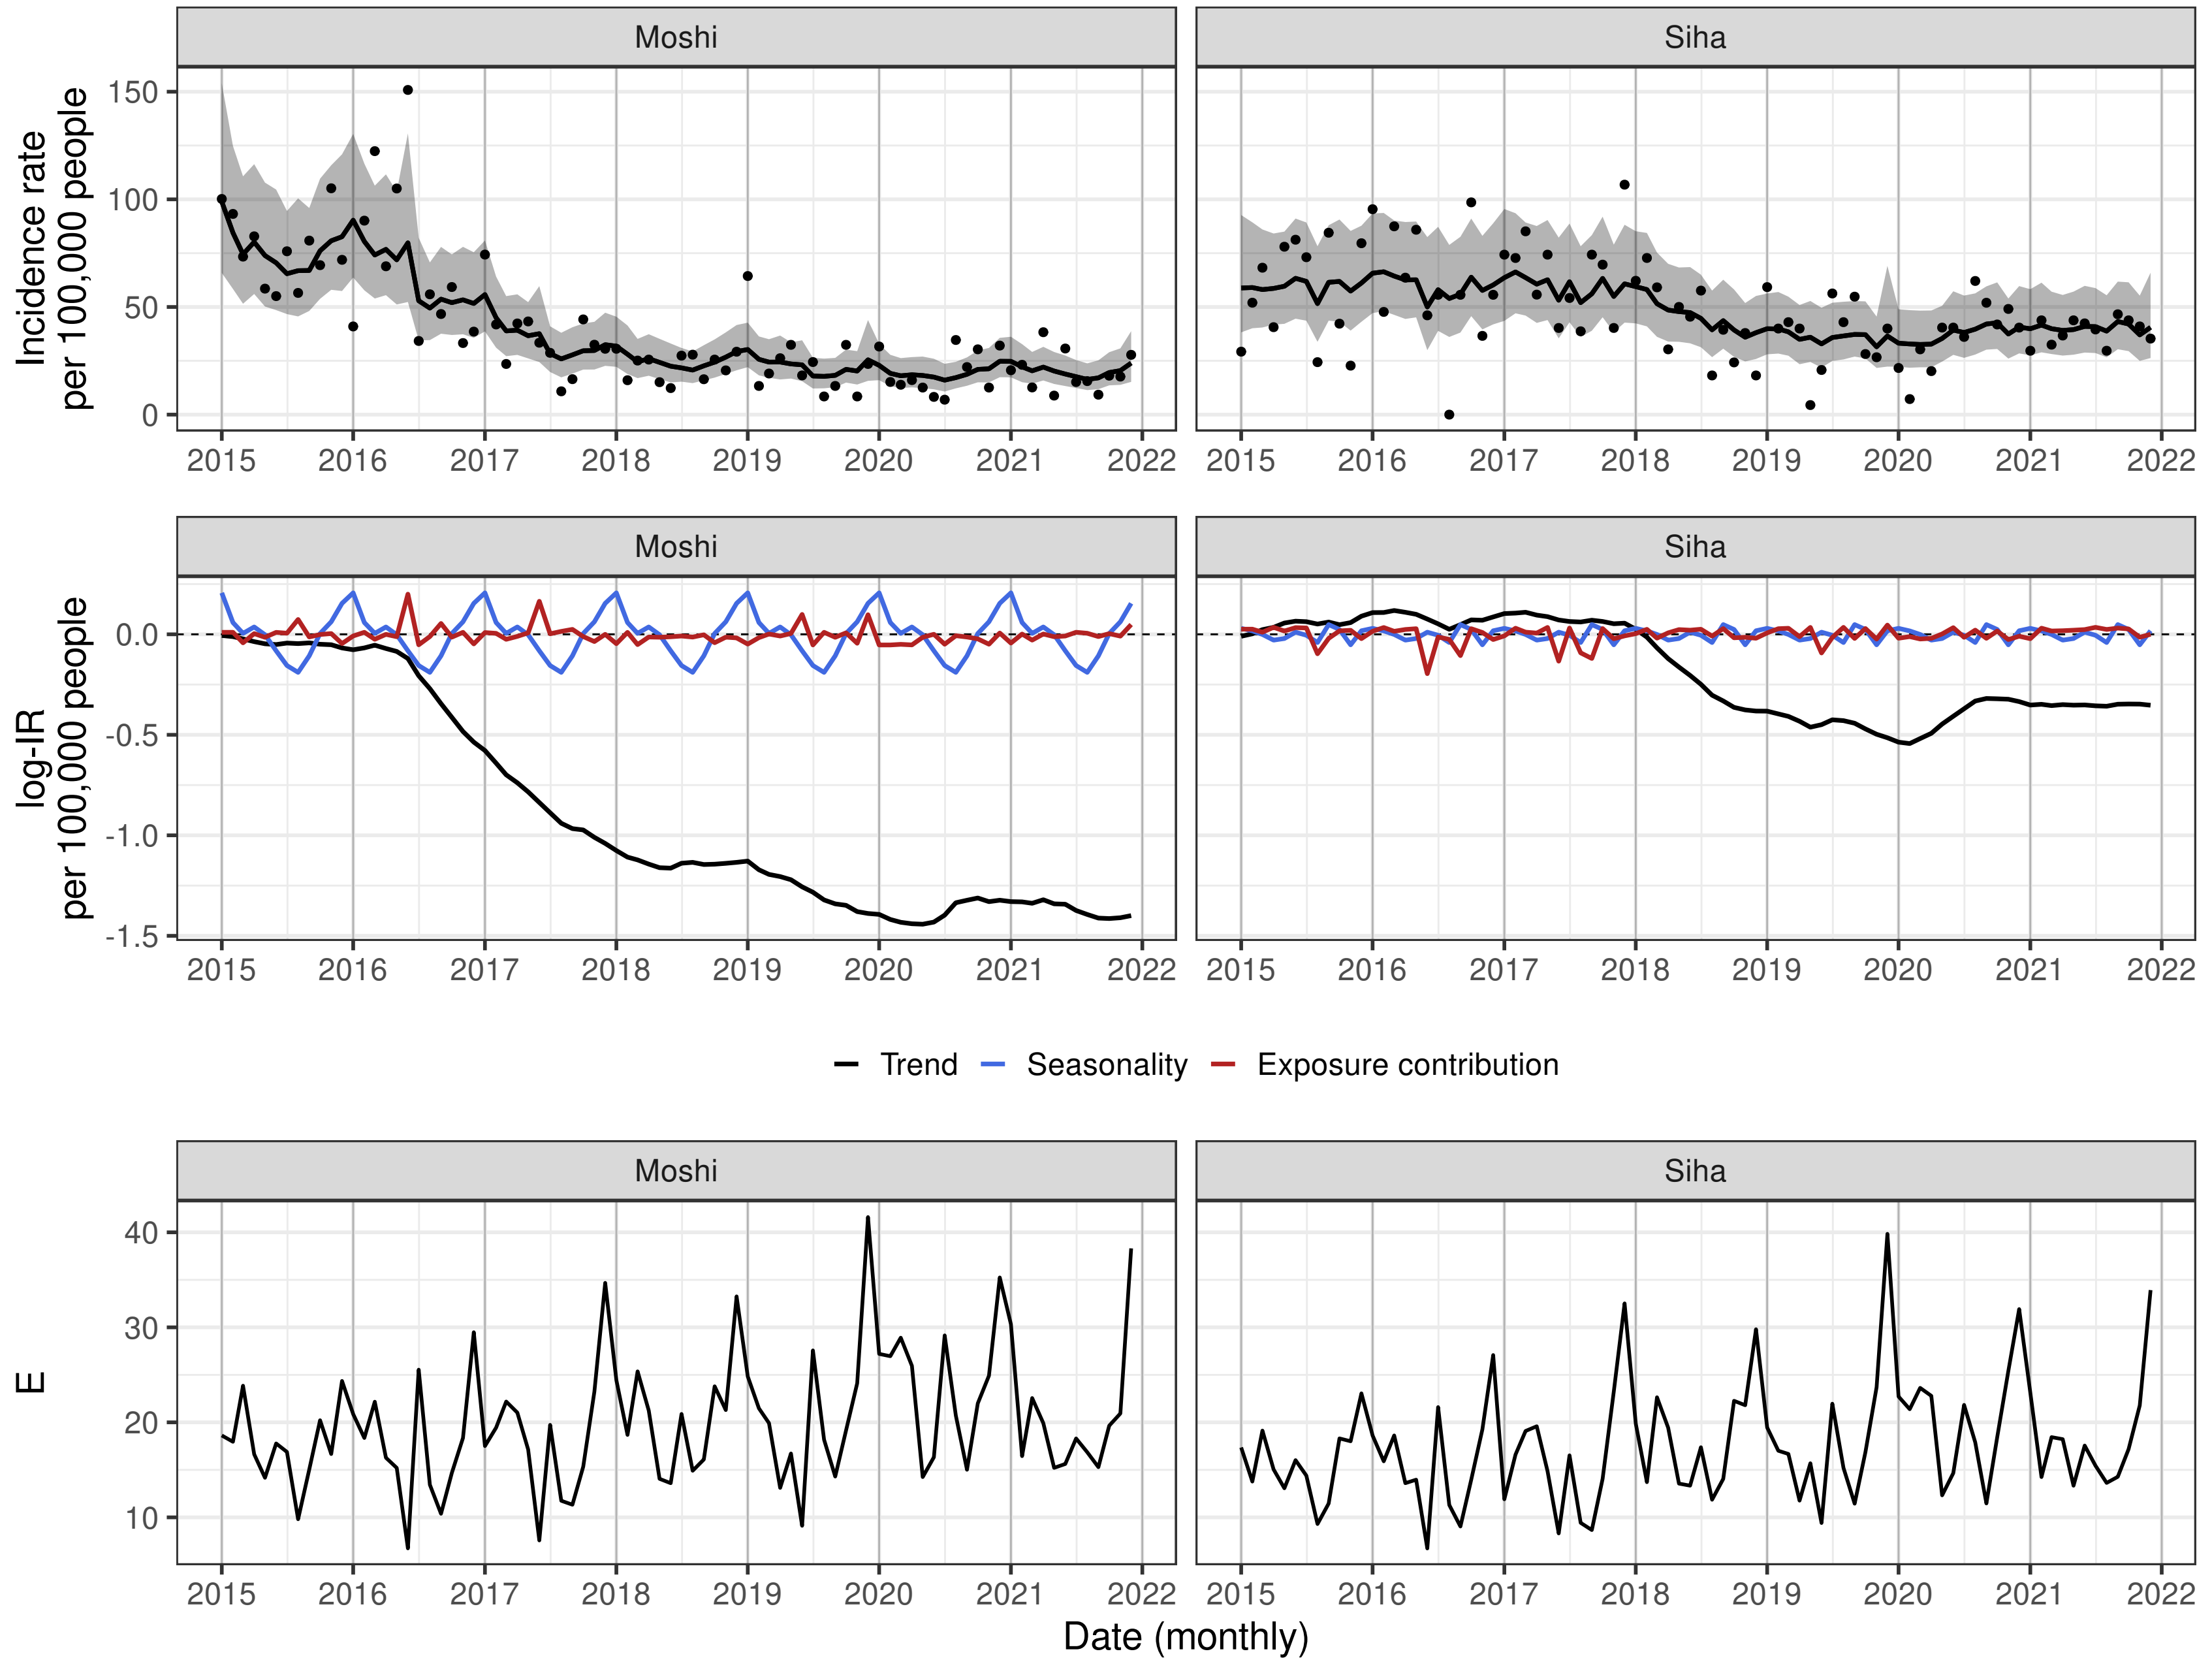 Moshi
Siha
Incidence rate
per 100,000 people
150
100
50
0
2015 2016 2017 2018 2019 2020 2021 2022
2015 2016 2017 2018 2019 2020 2021 2022
Moshi
Siha
log-IR
per 100,000 people
0.0
-0.5
-1.0
-1.5
2015 2016 2017 2018 2019 2020 2021 2022
2015 2016 2017 2018 2019 2020 2021 2022
Trend Seasonality Exposure contribution
Moshi
Siha
E
40
30
20
10
2015 2016 2017 2018 2019 2020 2021 2022
2015 2016 2017 2018 2019 2020 2021 2022
Date (monthly)